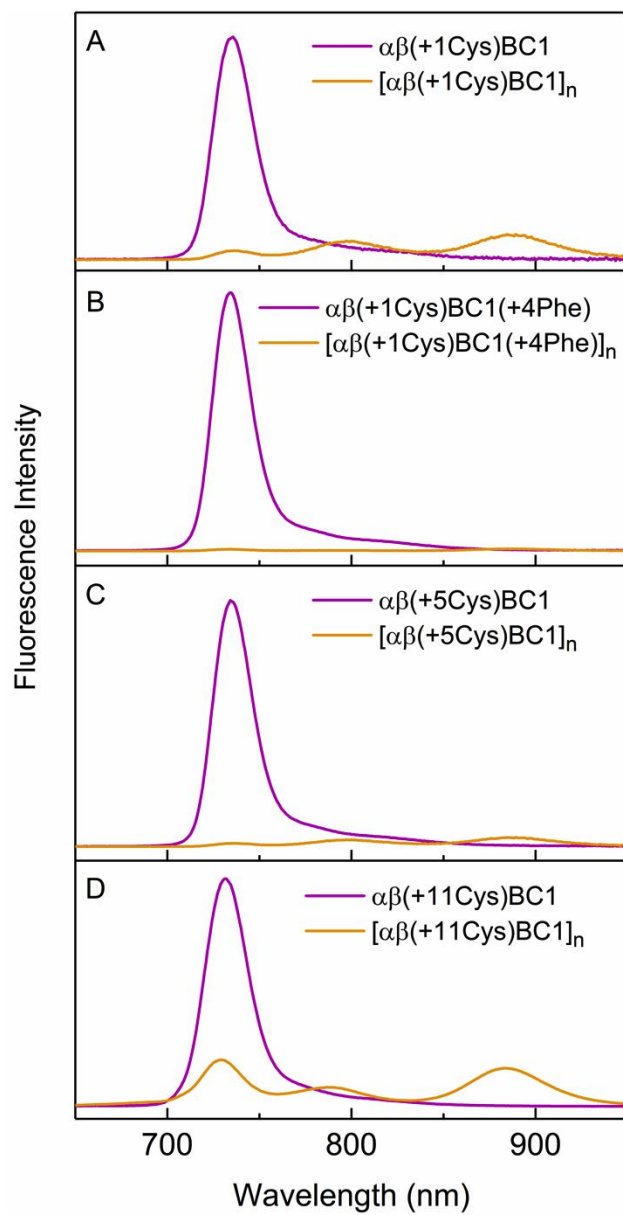 A
αβ(+1Cys)BC1
[αβ(+1Cys)BC1]n
B
αβ(+1Cys)BC1(+4Phe)
[αβ(+1Cys)BC1(+4Phe)]n
C
αβ(+5Cys)BC1
[αβ(+5Cys)BC1]n
D
αβ(+11Cys)BC1
[αβ(+11Cys)BC1]n
Fluorescence Intensity
700 800 900
Wavelength (nm)